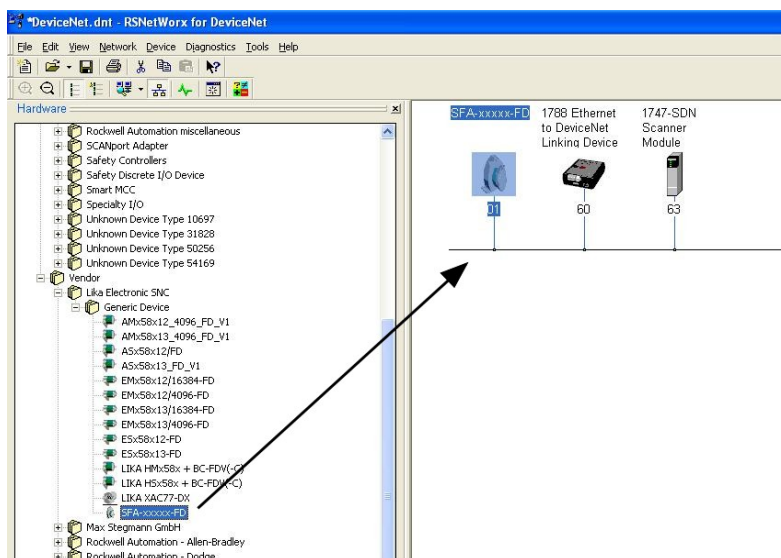 *DeviceNet.dnt - RSNetWorx for DeviceNet
File Edit View Network Device Diagnostics Tools Help
Hardware
Rockwell Automation miscellaneous
SCANport Adapter
Safety Controllers
Safety Discrete I/O Device
Smart MCC
Specialty I/O
Unknown Device Type 10697
Unknown Device Type 31828
Unknown Device Type 50256
Unknown Device Type 54169
Vendor
Lika Electronic SNC
Generic Device
AMx58x12_4096_FD_V1
AMx58x13_4096_FD_V1
ASx58x12/FD
ASx58x13_FD_V1
EMx58x12/16384-FD
EMx58x12/4096-FD
EMx58x13/16384-FD
EMx58x13/4096-FD
ESx58x12-FD
ESx58x13-FD
LIKA HMx58x + BC-FDV(-C)
LIKA HSx58x + BC-FDV(-C)
LIKA XAC77-DX
SFA-xxxxx-FD
Max Stegmann GmbH
Rockwell Automation - Allen-Bradley
Rockwell Automation - Dodge
SFA-xxxxx-FD
01
1788 Ethernet
to DeviceNet
Linking Device
60
1747-SDN
Scanner
Module
63